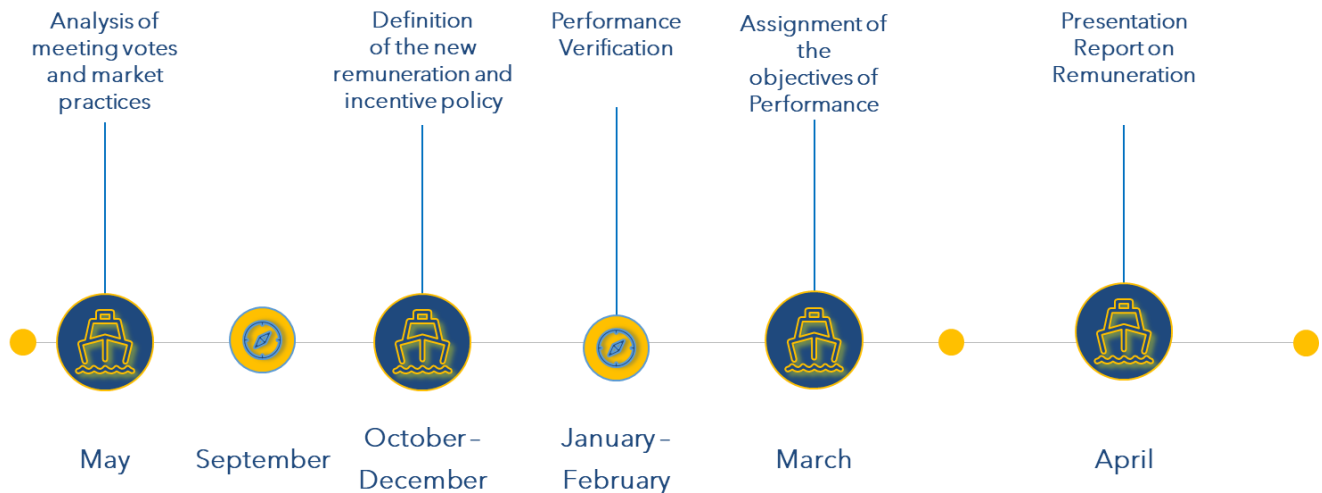 Analysis of
meeting votes
and market
practices
Definition
of the new
remuneration and
incentive policy
Performance
Verification
Assignment of
the
objectives of
Performance
Presentation
Report on
Remuneration
May
September
October –
December
January –
February
March
April